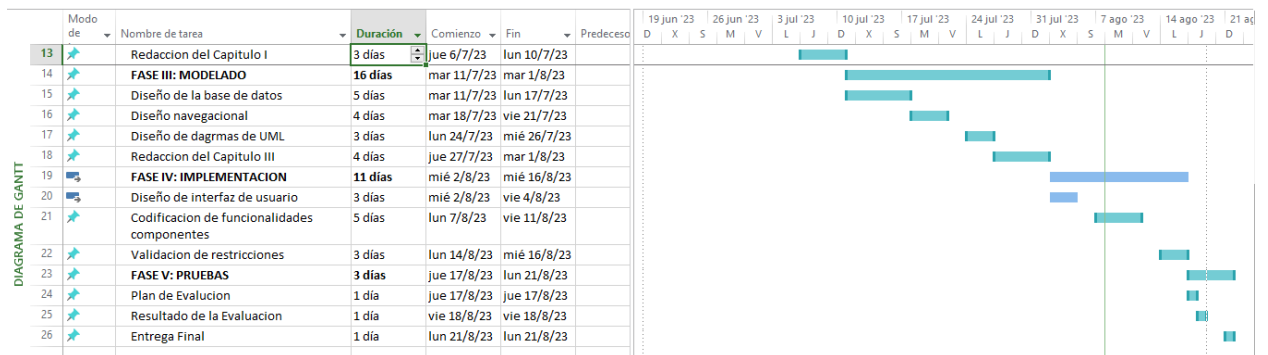 DIAGRAMA DE GANTT
Modo de Nombre de tarea Duración Comienzo Fin Predeceso
19 jun '23 26 jun '23 3 jul '23 10 jul '23 17 jul '23 24 jul '23 31 jul '23 7 ago '23 14 ago '23 21 ag
D X S M V L J D X S M V L J D X S M V L J D
13 Redaccion del Capitulo I 3 días jue 6/7/23 lun 10/7/23
14 FASE III: MODELADO 16 días mar 11/7/23 mar 1/8/23
15 Diseño de la base de datos 5 días mar 11/7/23 lun 17/7/23
16 Diseño navegacional 4 días mar 18/7/23 vie 21/7/23
17 Diseño de dagrmas de UML 3 días lun 24/7/23 mié 26/7/23
18 Redaccion del Capitulo III 4 días jue 27/7/23 mar 1/8/23
19 FASE IV: IMPLEMENTACION 11 días mié 2/8/23 mié 16/8/23
20 Diseño de interfaz de usuario 3 días mié 2/8/23 vie 4/8/23
21 Codificacion de funcionalidades componentes 5 días lun 7/8/23 vie 11/8/23
22 Validacion de restricciones 3 días lun 14/8/23 mié 16/8/23
23 FASE V: PRUEBAS 3 días jue 17/8/23 lun 21/8/23
24 Plan de Evalucion 1 día jue 17/8/23 jue 17/8/23
25 Resultado de la Evaluacion 1 día vie 18/8/23 vie 18/8/23
26 Entrega Final 1 día lun 21/8/23 lun 21/8/23